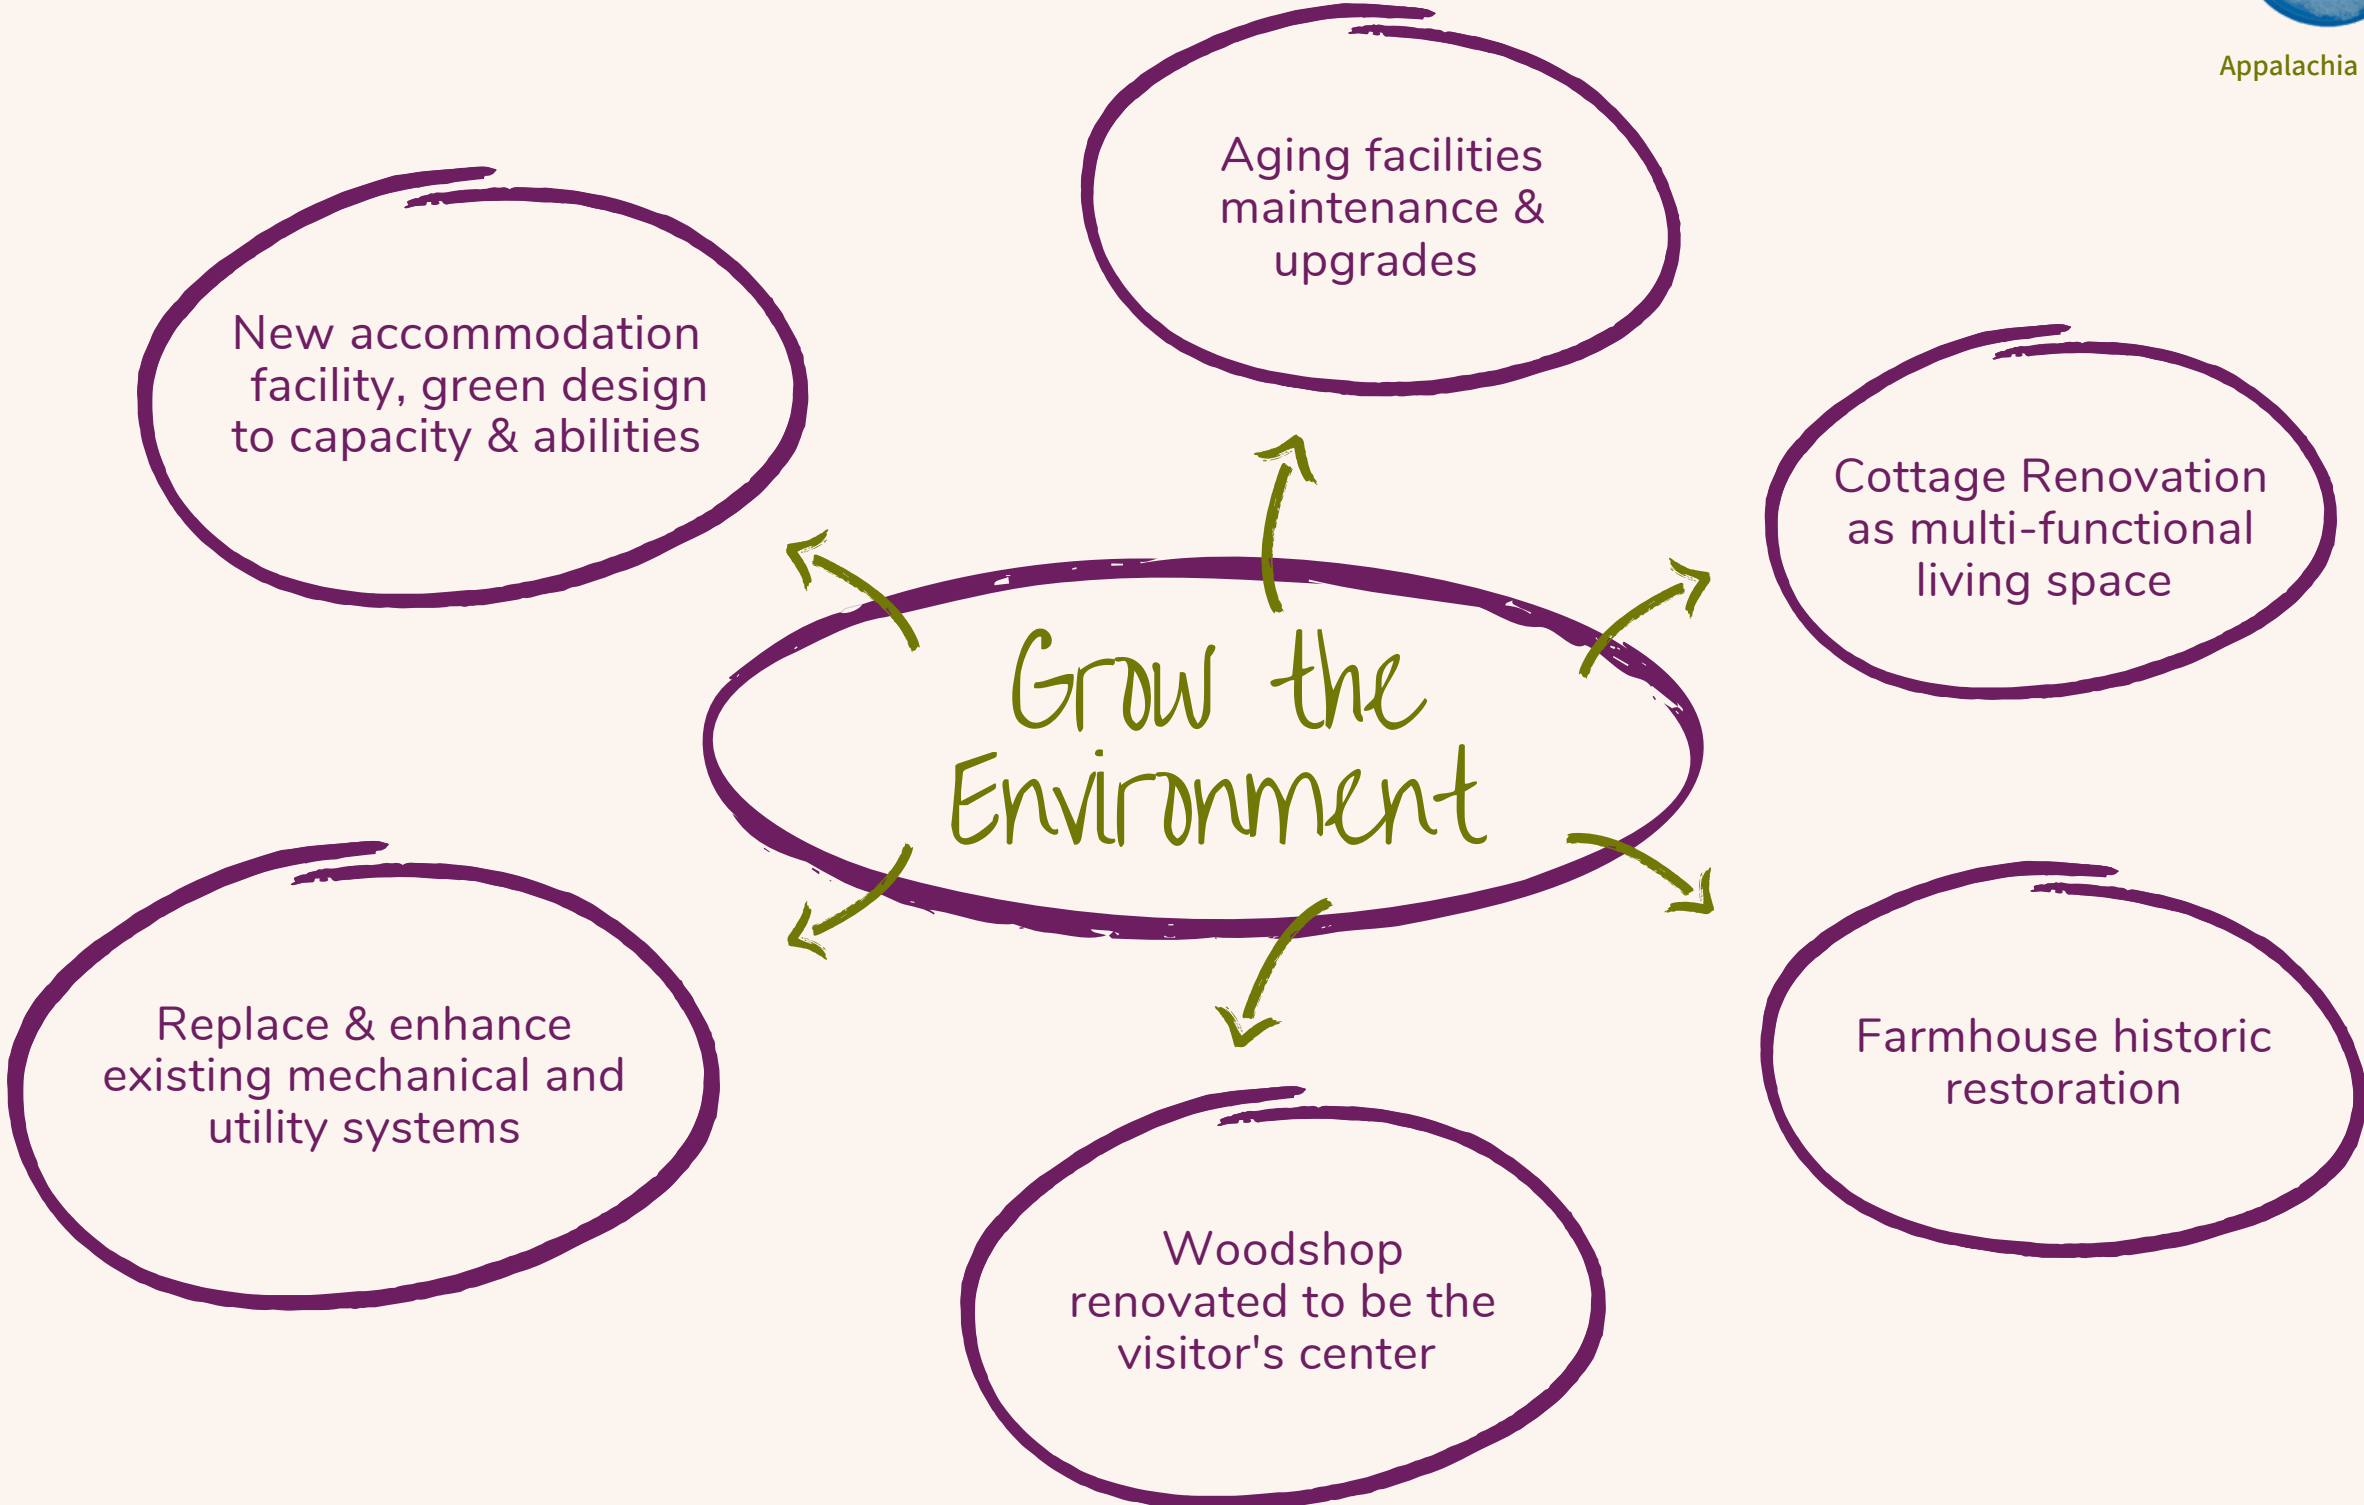 Appalachia
Aging facilities
maintenance &
upgrades
New accommodation
facility, green design
to capacity & abilities
Cottage Renovation
as multi-functional
living space
Grow the
Environment
Replace & enhance
existing mechanical and
utility systems
Farmhouse historic
restoration
Woodshop
renovated to be the
visitor's center